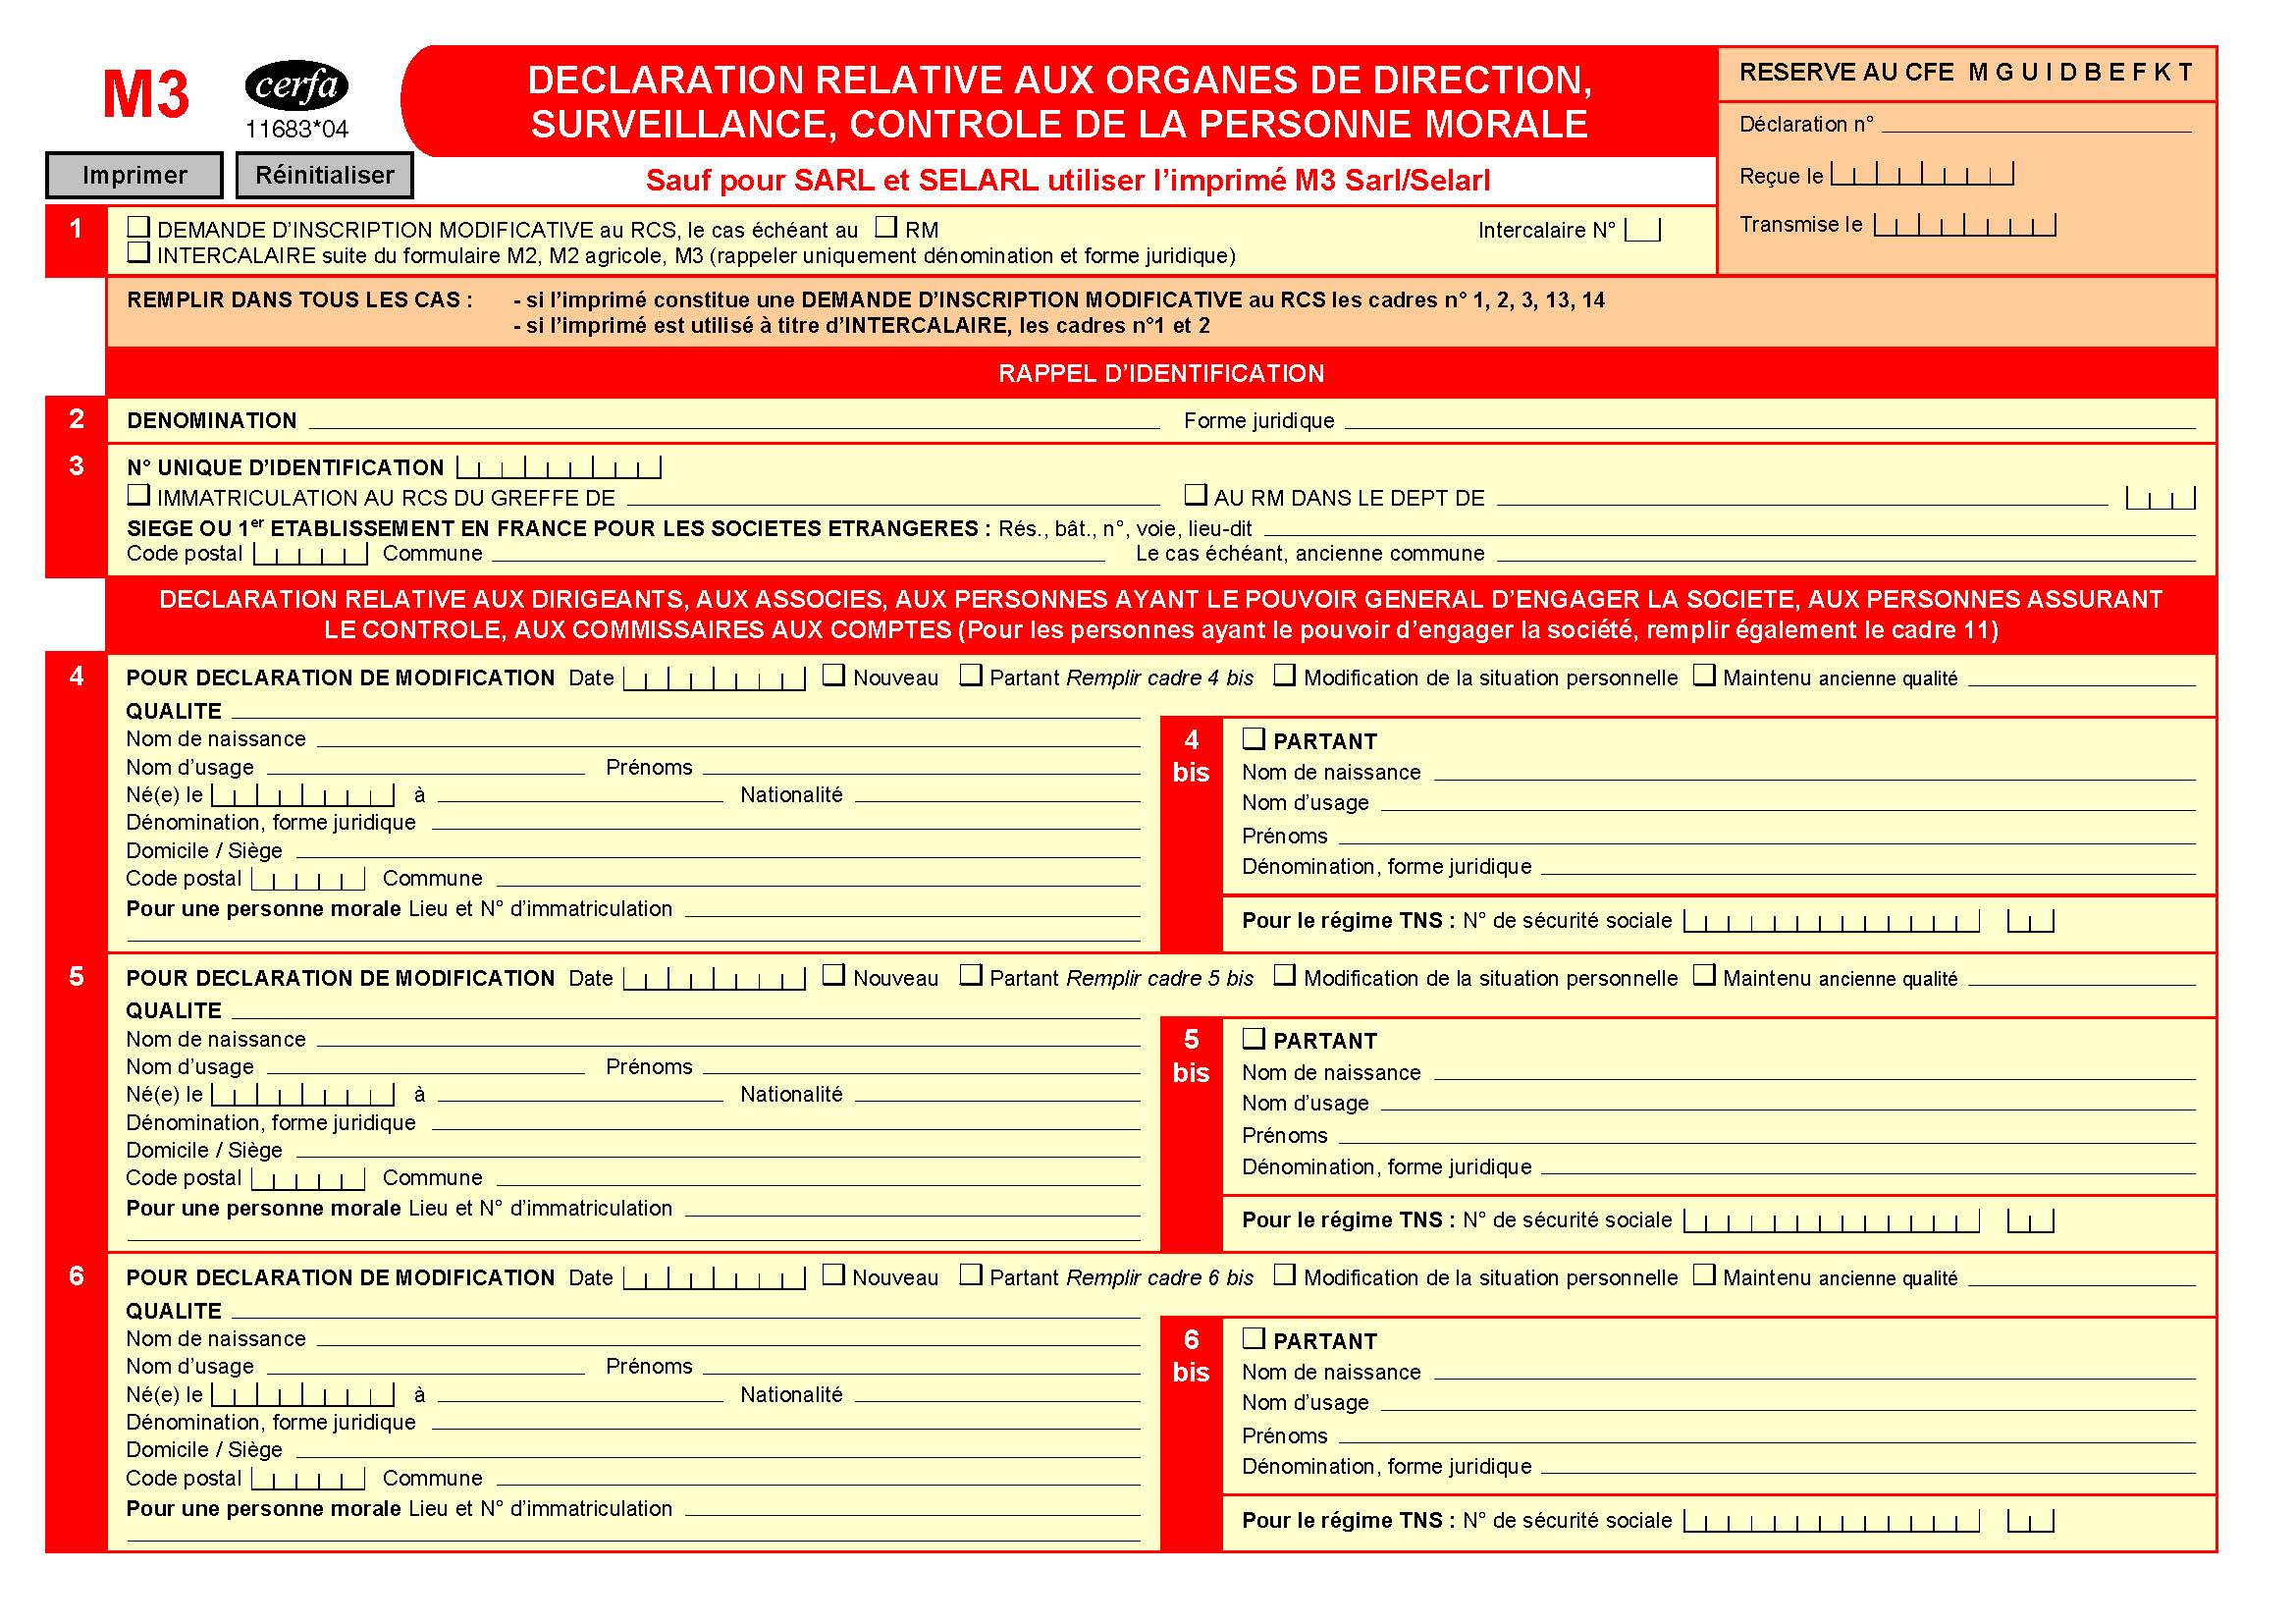 M3
cerfa
11683*04
Imprimer
Réinitialiser
DECLARATION RELATIVE AUX ORGANES DE DIRECTION,
SURVEILLANCE, CONTROLE DE LA PERSONNE MORALE
Sauf pour SARL et SELARL utiliser l’imprimé M3 Sarl/Selarl
RESERVE AU CFE M G U I D B E F K T
Déclaration n°
Reçue le
Transmise le
1
DEMANDE D’INSCRIPTION MODIFICATIVE au RCS, le cas échéant au RM Intercalaire N°
INTERCALAIRE suite du formulaire M2, M2 agricole, M3 (rappeler uniquement dénomination et forme juridique)
REMPLIR DANS TOUS LES CAS : - si l’imprimé constitue une DEMANDE D’INSCRIPTION MODIFICATIVE au RCS les cadres n° 1, 2, 3, 13, 14
- si l’imprimé est utilisé à titre d’INTERCALAIRE, les cadres n°1 et 2
RAPPEL D’IDENTIFICATION
2
DENOMINATION Forme juridique
3
N° UNIQUE D’IDENTIFICATION
IMMATRICULATION AU RCS DU GREFFE DE AU RM DANS LE DEPT DE
SIEGE OU 1er ETABLISSEMENT EN FRANCE POUR LES SOCIETES ETRANGERES : Rés., bât., n°, voie, lieu-dit
Code postal Commune Le cas échéant, ancienne commune
DECLARATION RELATIVE AUX DIRIGEANTS, AUX ASSOCIES, AUX PERSONNES AYANT LE POUVOIR GENERAL D’ENGAGER LA SOCIETE, AUX PERSONNES ASSURANT
LE CONTROLE, AUX COMMISSAIRES AUX COMPTES (Pour les personnes ayant le pouvoir d’engager la société, remplir également le cadre 11)
4
POUR DECLARATION DE MODIFICATION Date Nouveau Partant Remplir cadre 4 bis Modification de la situation personnelle Maintenu ancienne qualité
QUALITE
Nom de naissance
Nom d’usage Prénoms
Né(e) le à Nationalité
Dénomination, forme juridique
Domicile / Siège
Code postal Commune
Pour une personne morale Lieu et N° d’immatriculation
4
bis
PARTANT
Nom de naissance
Nom d’usage
Prénoms
Dénomination, forme juridique
Pour le régime TNS : N° de sécurité sociale
5
POUR DECLARATION DE MODIFICATION Date Nouveau Partant Remplir cadre 5 bis Modification de la situation personnelle Maintenu ancienne qualité
QUALITE
Nom de naissance
Nom d’usage Prénoms
Né(e) le à Nationalité
Dénomination, forme juridique
Domicile / Siège
Code postal Commune
Pour une personne morale Lieu et N° d’immatriculation
5
bis
PARTANT
Nom de naissance
Nom d’usage
Prénoms
Dénomination, forme juridique
Pour le régime TNS : N° de sécurité sociale
6
POUR DECLARATION DE MODIFICATION Date Nouveau Partant Remplir cadre 6 bis Modification de la situation personnelle Maintenu ancienne qualité
QUALITE
Nom de naissance
Nom d’usage Prénoms
Né(e) le à Nationalité
Dénomination, forme juridique
Domicile / Siège
Code postal Commune
Pour une personne morale Lieu et N° d’immatriculation
6
bis
PARTANT
Nom de naissance
Nom d’usage
Prénoms
Dénomination, forme juridique
Pour le régime TNS : N° de sécurité sociale